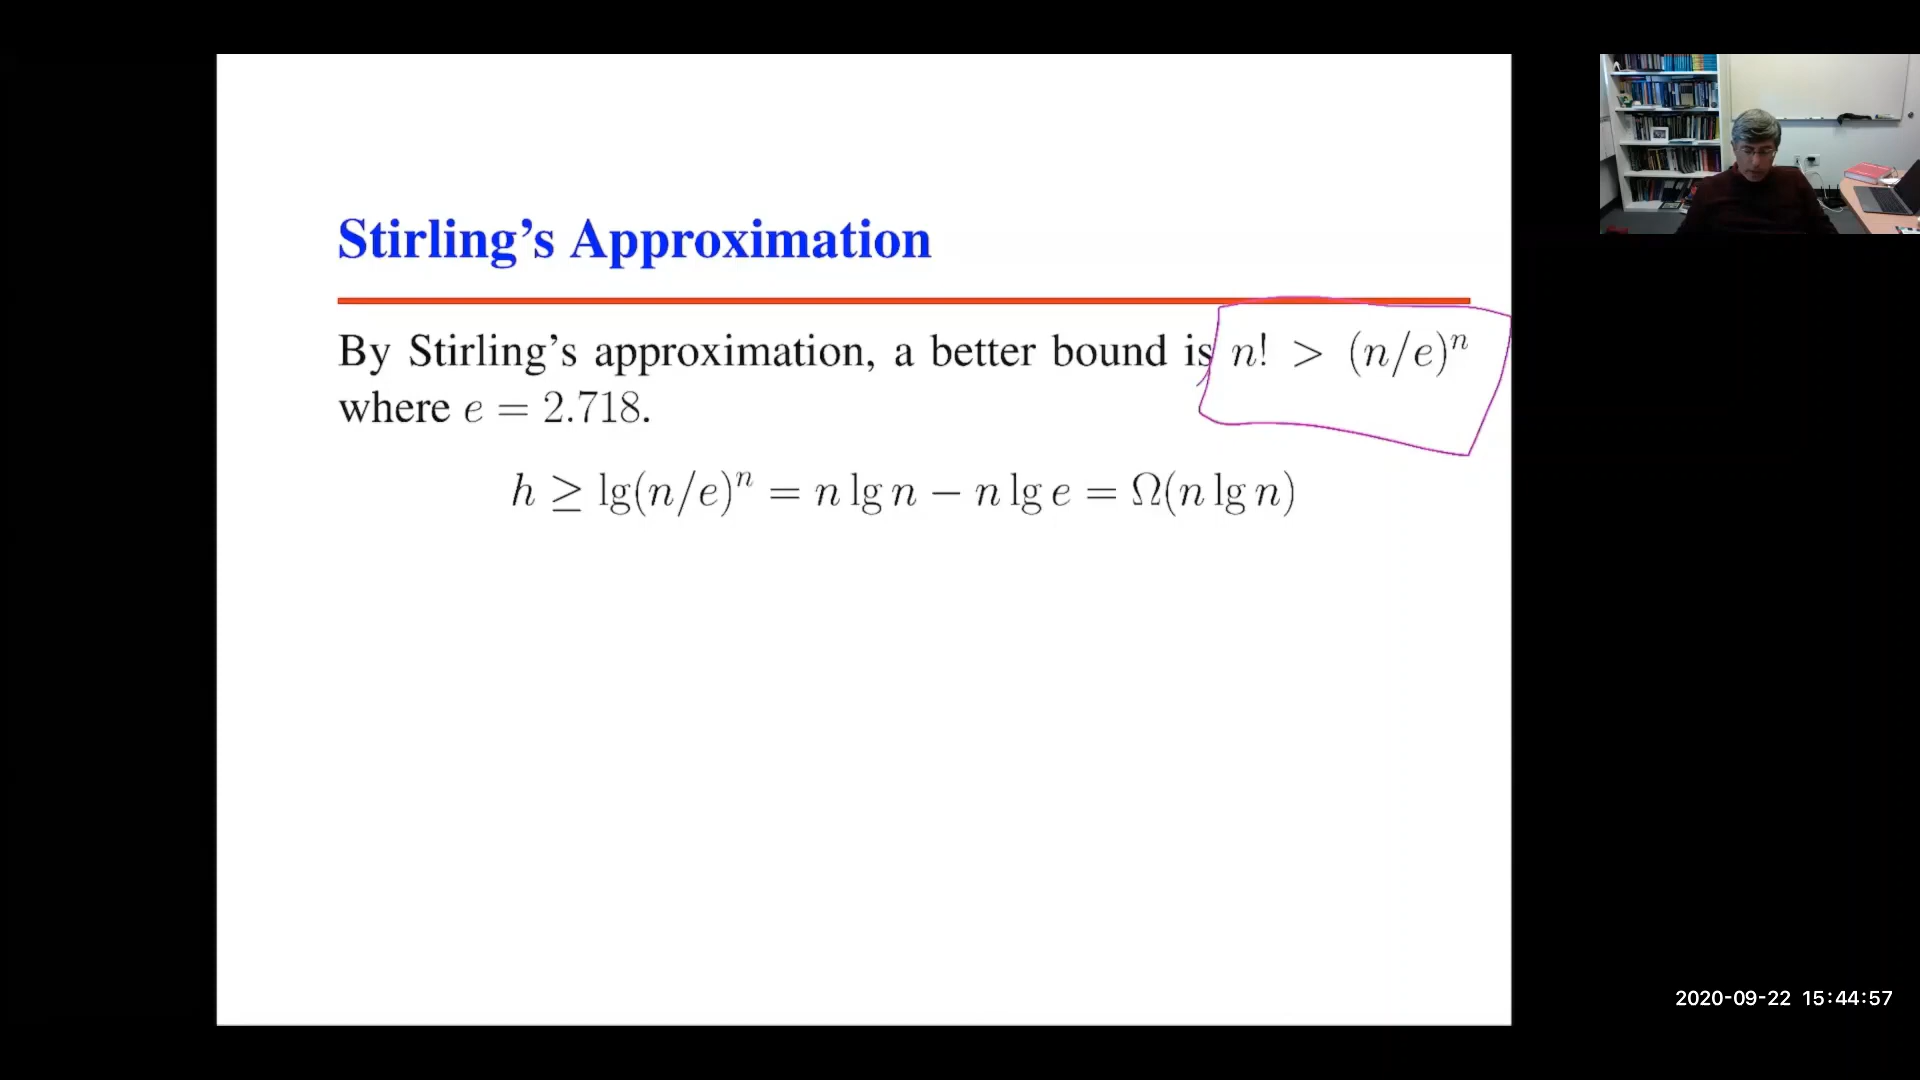 Stirling’s Approximation
By Stirling’s approximation, a better bound is n! > (n/e)ⁿ
where e = 2.718.
h ≥ lg(n/e)ⁿ = n lg n − n lg e = Ω(n lg n)
2020-09-22 15:44:57